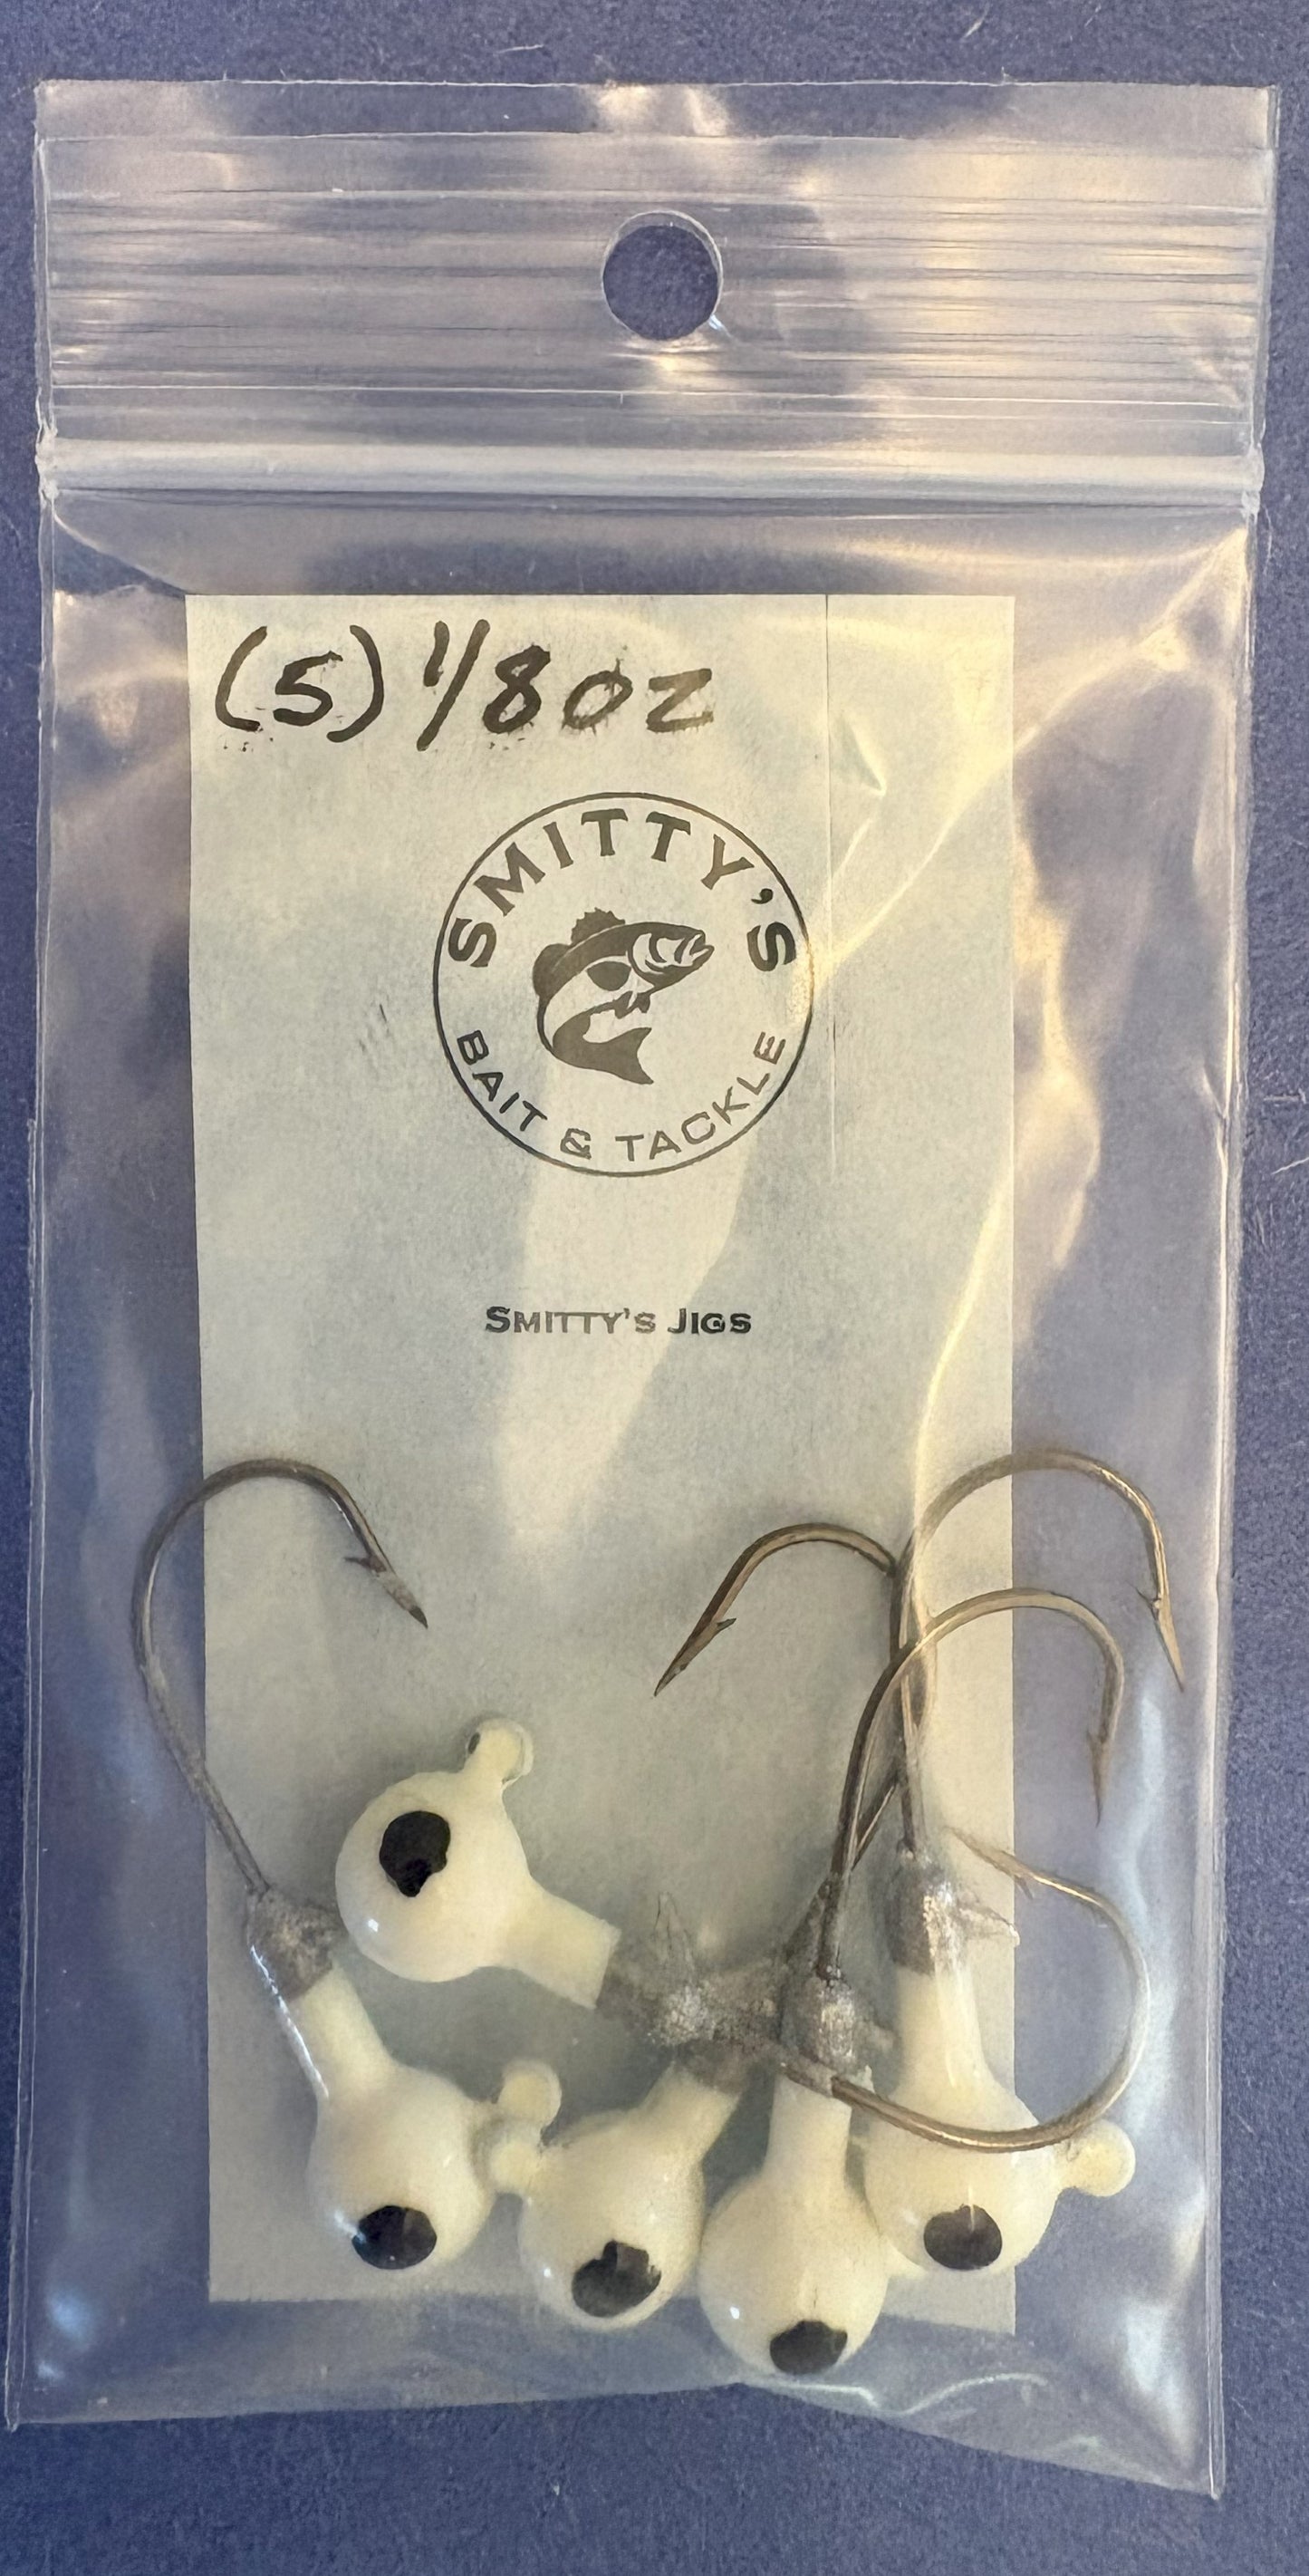 (5) 1/8 oz
SMITTY'S
BAIT & TACKLE
SMITTY'S JIGS